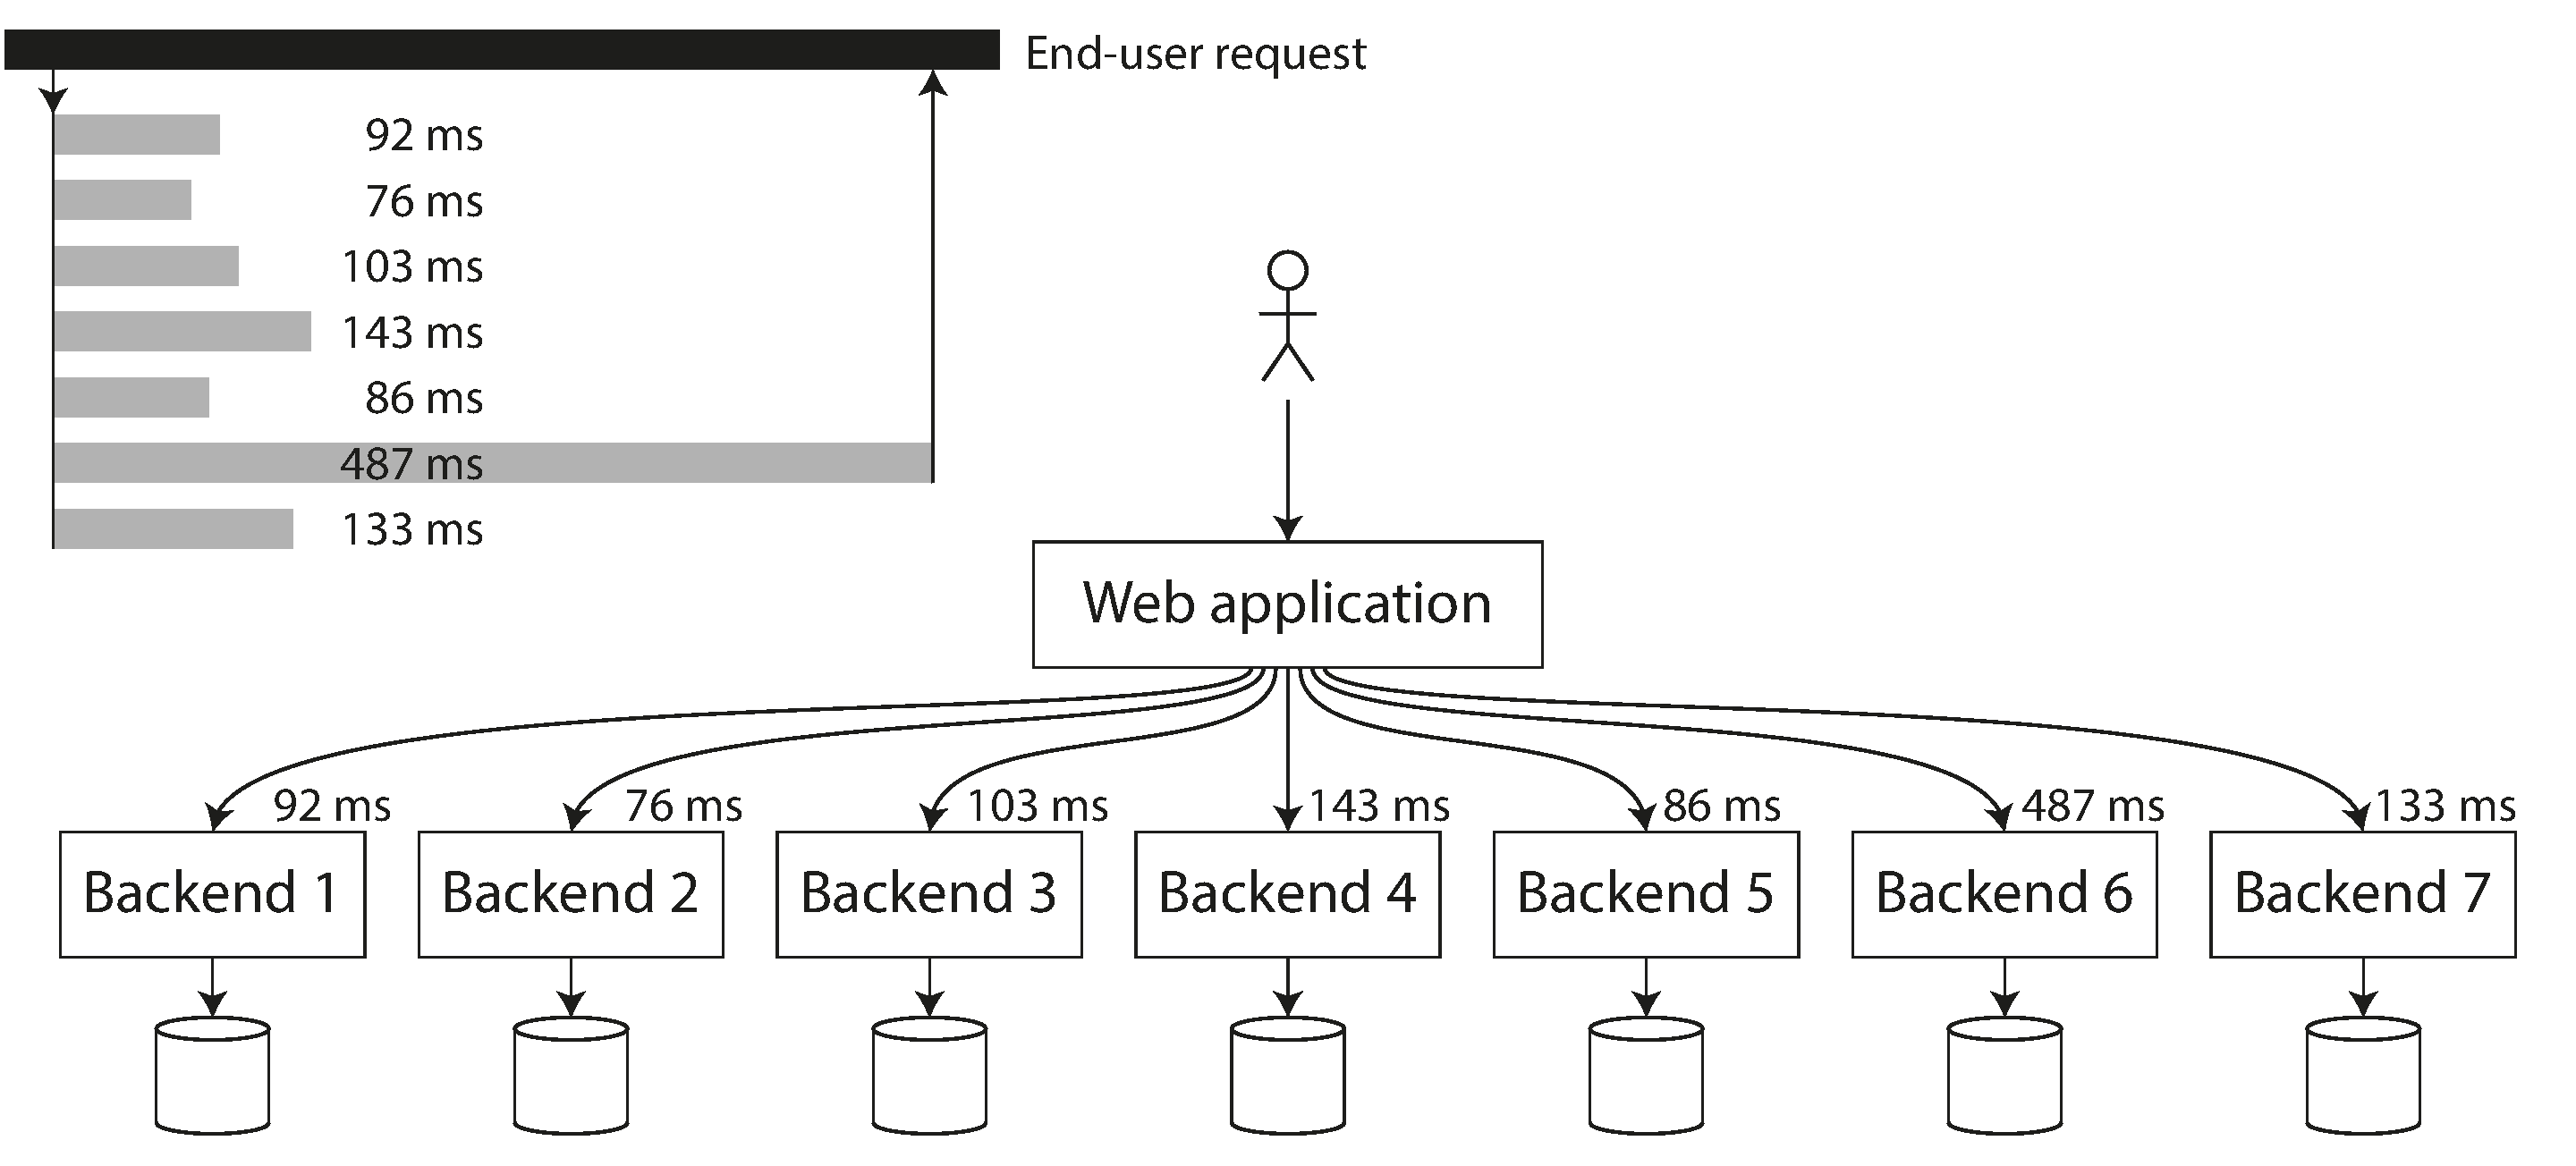 End-user request
92 ms
76 ms
103 ms
143 ms
86 ms
487 ms
133 ms
Web application
92 ms
76 ms
103 ms
143 ms
86 ms
487 ms
133 ms
Backend 1
Backend 2
Backend 3
Backend 4
Backend 5
Backend 6
Backend 7